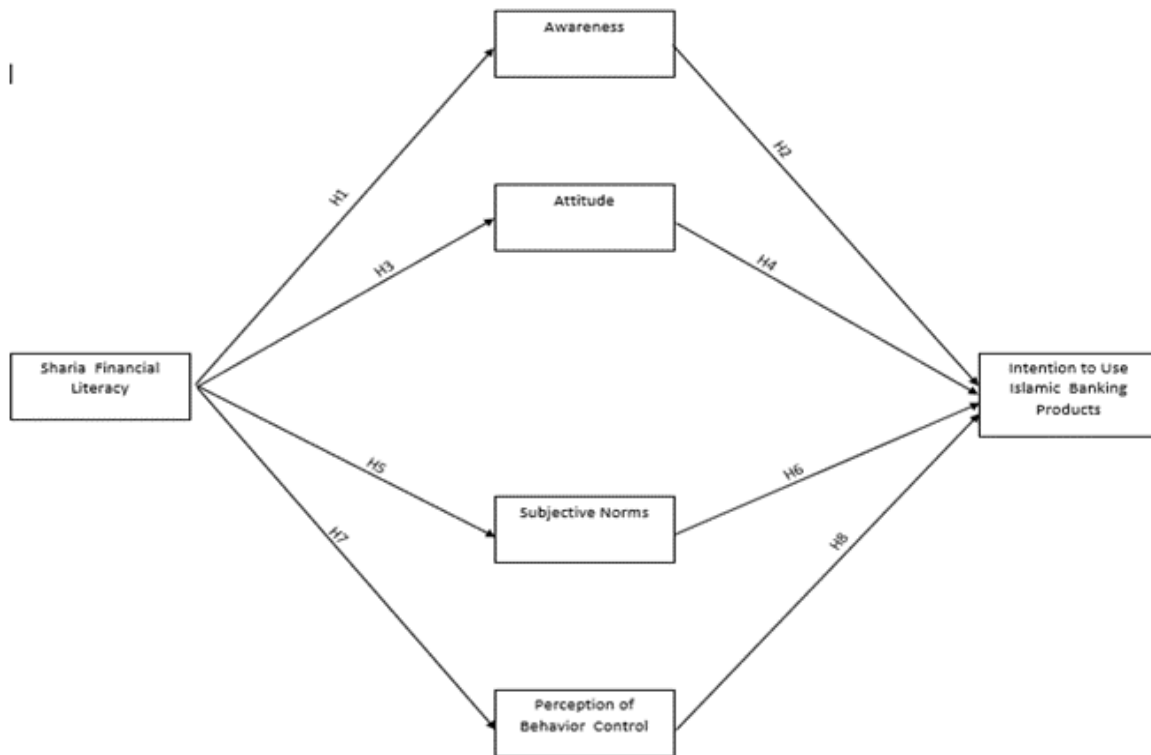 Awareness
H1
H2
Attitude
H3
H4
Sharia Financial
Literacy
Intention to Use
Islamic Banking
Products
H5
H6
Subjective Norms
H7
H8
Perception of
Behavior Control